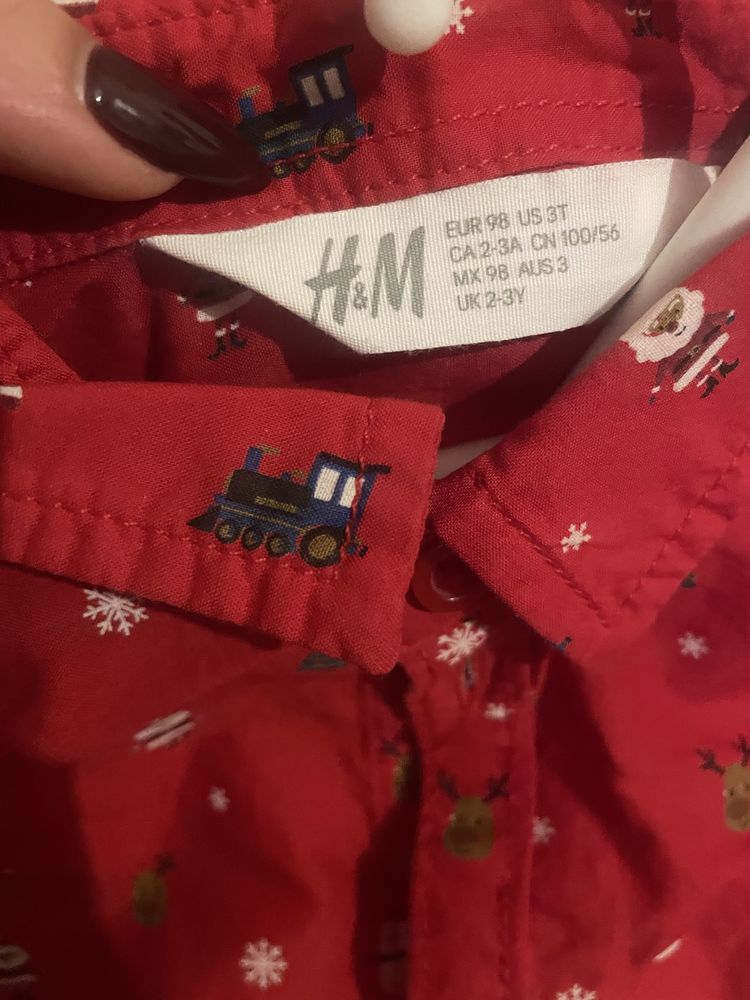 H&M
EUR 98 US 3T
CA 2-3A CN 100/56
MX 98 AUS 3
UK 2-3Y